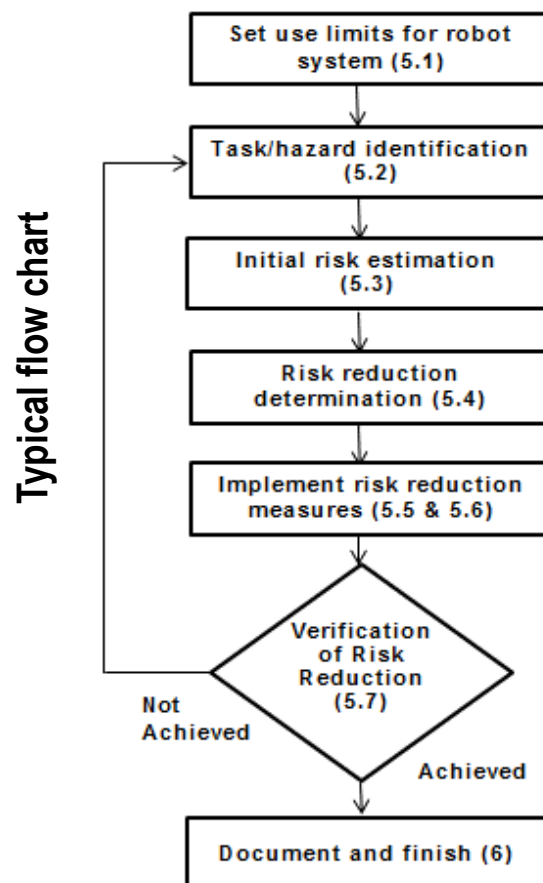 Typical flow chart
Set use limits for robot
system (5.1)
Task/hazard identification
(5.2)
Initial risk estimation
(5.3)
Risk reduction
determination (5.4)
Implement risk reduction
measures (5.5 & 5.6)
Verification
of Risk
Reduction
(5.7)
Not
Achieved
Achieved
Document and finish (6)